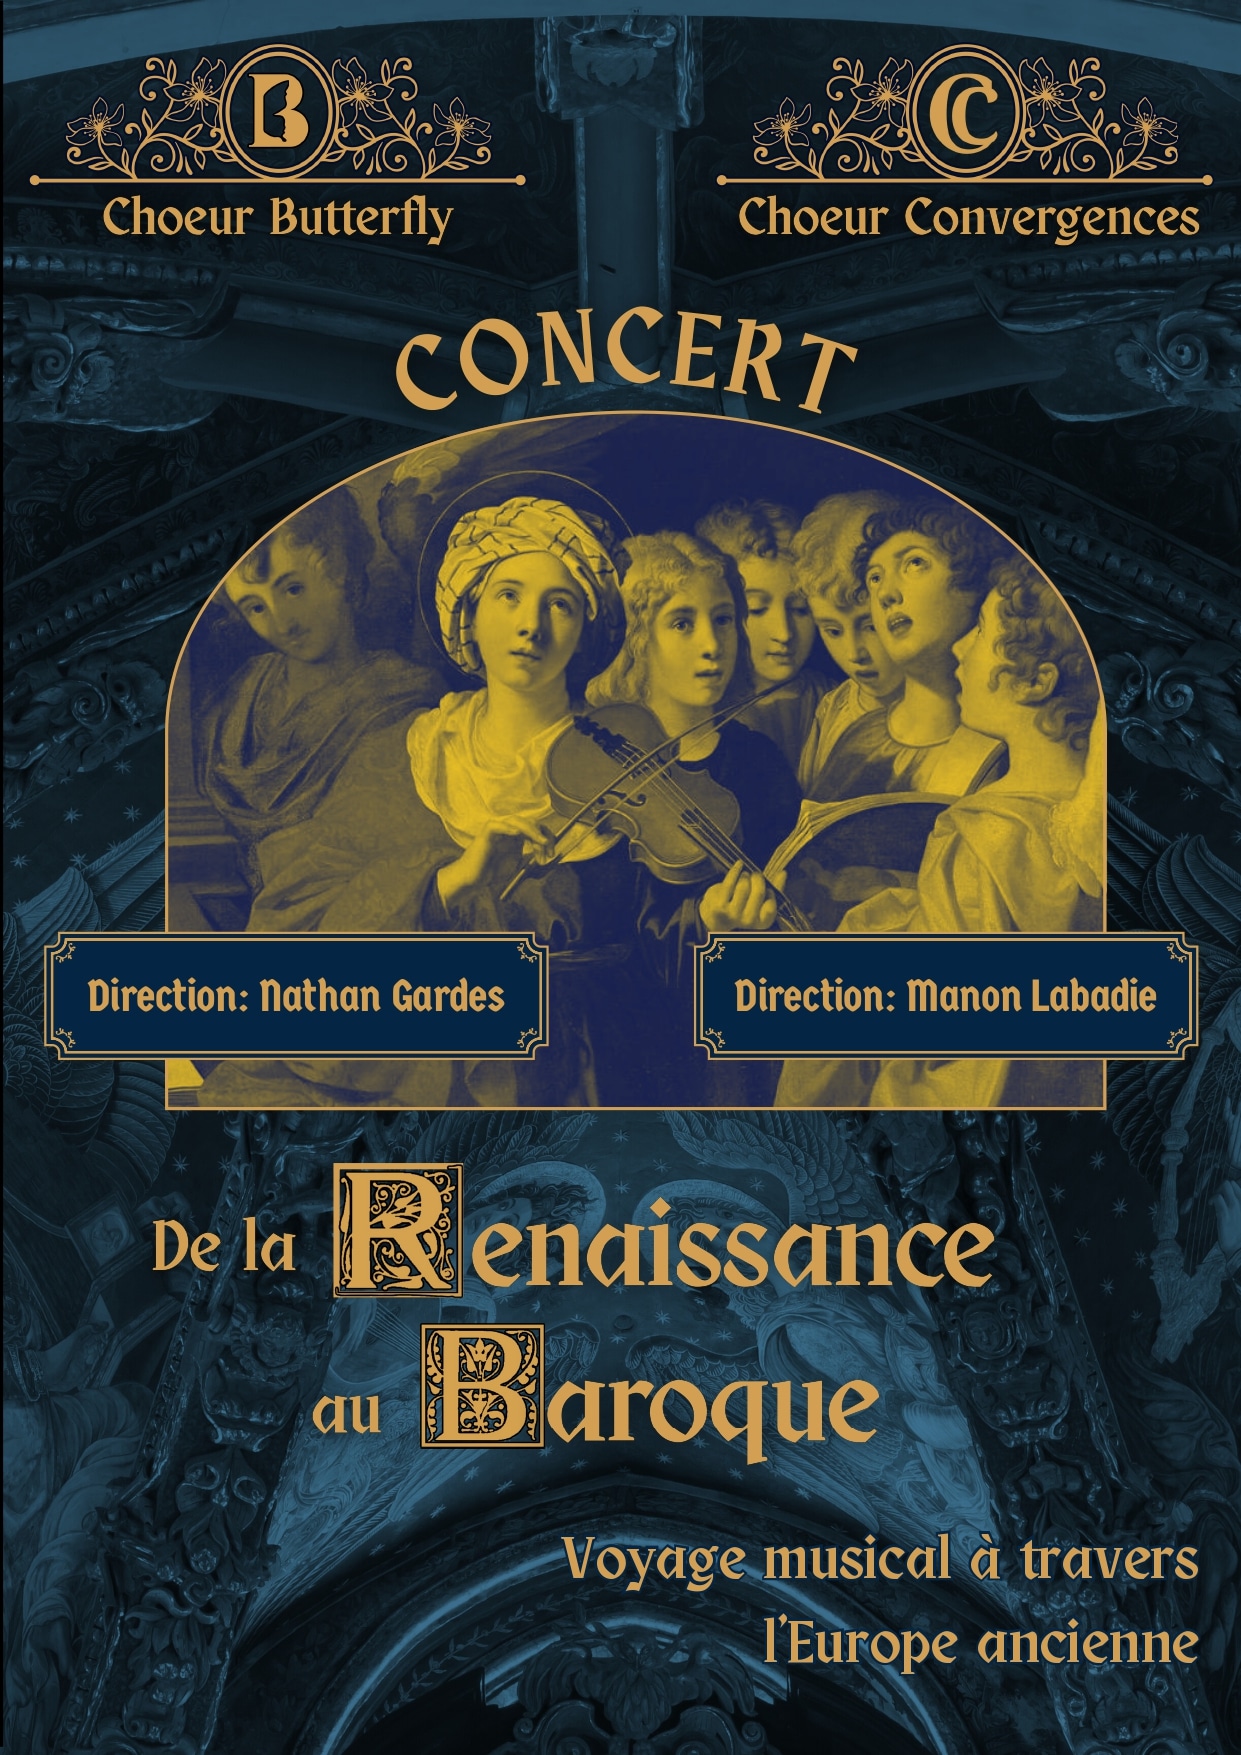 B
CC
Choeur Butterfly
Choeur Convergences
CONCERT
Direction: Nathan Gardes
Direction: Manon Labadie
De la Renaissance
au Baroque
Voyage musical à travers
l'Europe ancienne